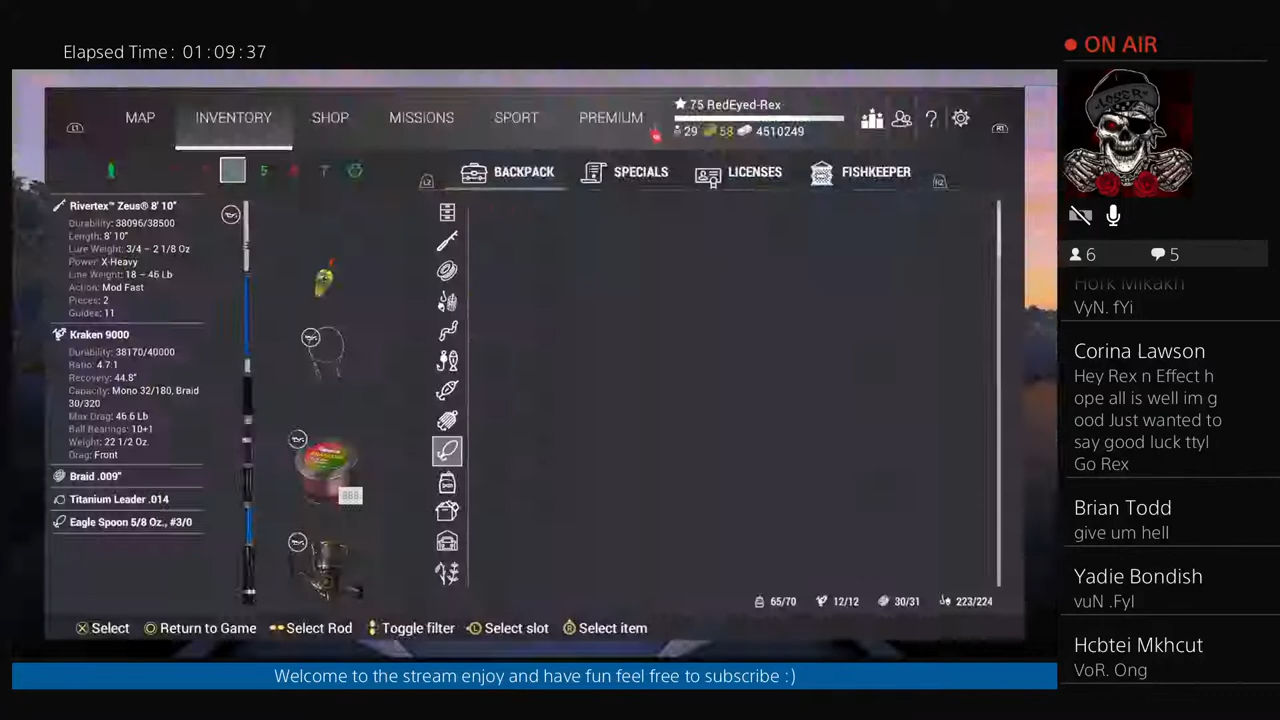 Elapsed Time: 01:09:37
ON AIR
MAP
INVENTORY
SHOP
MISSIONS
SPORT
PREMIUM
75 RedEyed-Rex
29 58 4510249
L1
R1
5
BACKPACK
SPECIALS
LICENSES
FISHKEEPER
L2
R2
Rivertex™ Zeus® 8' 10"
Durability: 38096/38500
Length: 8' 10"
Lure Weight: 3/4 – 2 1/8 Oz
Power: X-Heavy
Line Weight: 18 – 46 Lb
Action: Mod Fast
Pieces: 2
Guides: 11
Kraken 9000
Durability: 38170/40000
Ratio: 4.7:1
Recovery: 44.8"
Capacity: Mono 32/180, Braid
30/320
Max Drag: 46.6 Lb
Ball Bearings: 10+1
Weight: 22 1/2 Oz.
Drag: Front
Braid .009"
Titanium Leader .014
Eagle Spoon 5/8 Oz., #3/0
65/70 12/12 30/31 223/224
Select Return to Game Select Rod Toggle filter Select slot Select item
Welcome to the stream enjoy and have fun feel free to subscribe :)
LOSER
6 5
Hork Mikakh
VyN. fYi
Corina Lawson
Hey Rex n Effect h
ope all is well im g
ood Just wanted to
say good luck ttyl
Go Rex
Brian Todd
give um hell
Yadie Bondish
vuN .FyI
Hcbtei Mkhcut
VoR. Ong